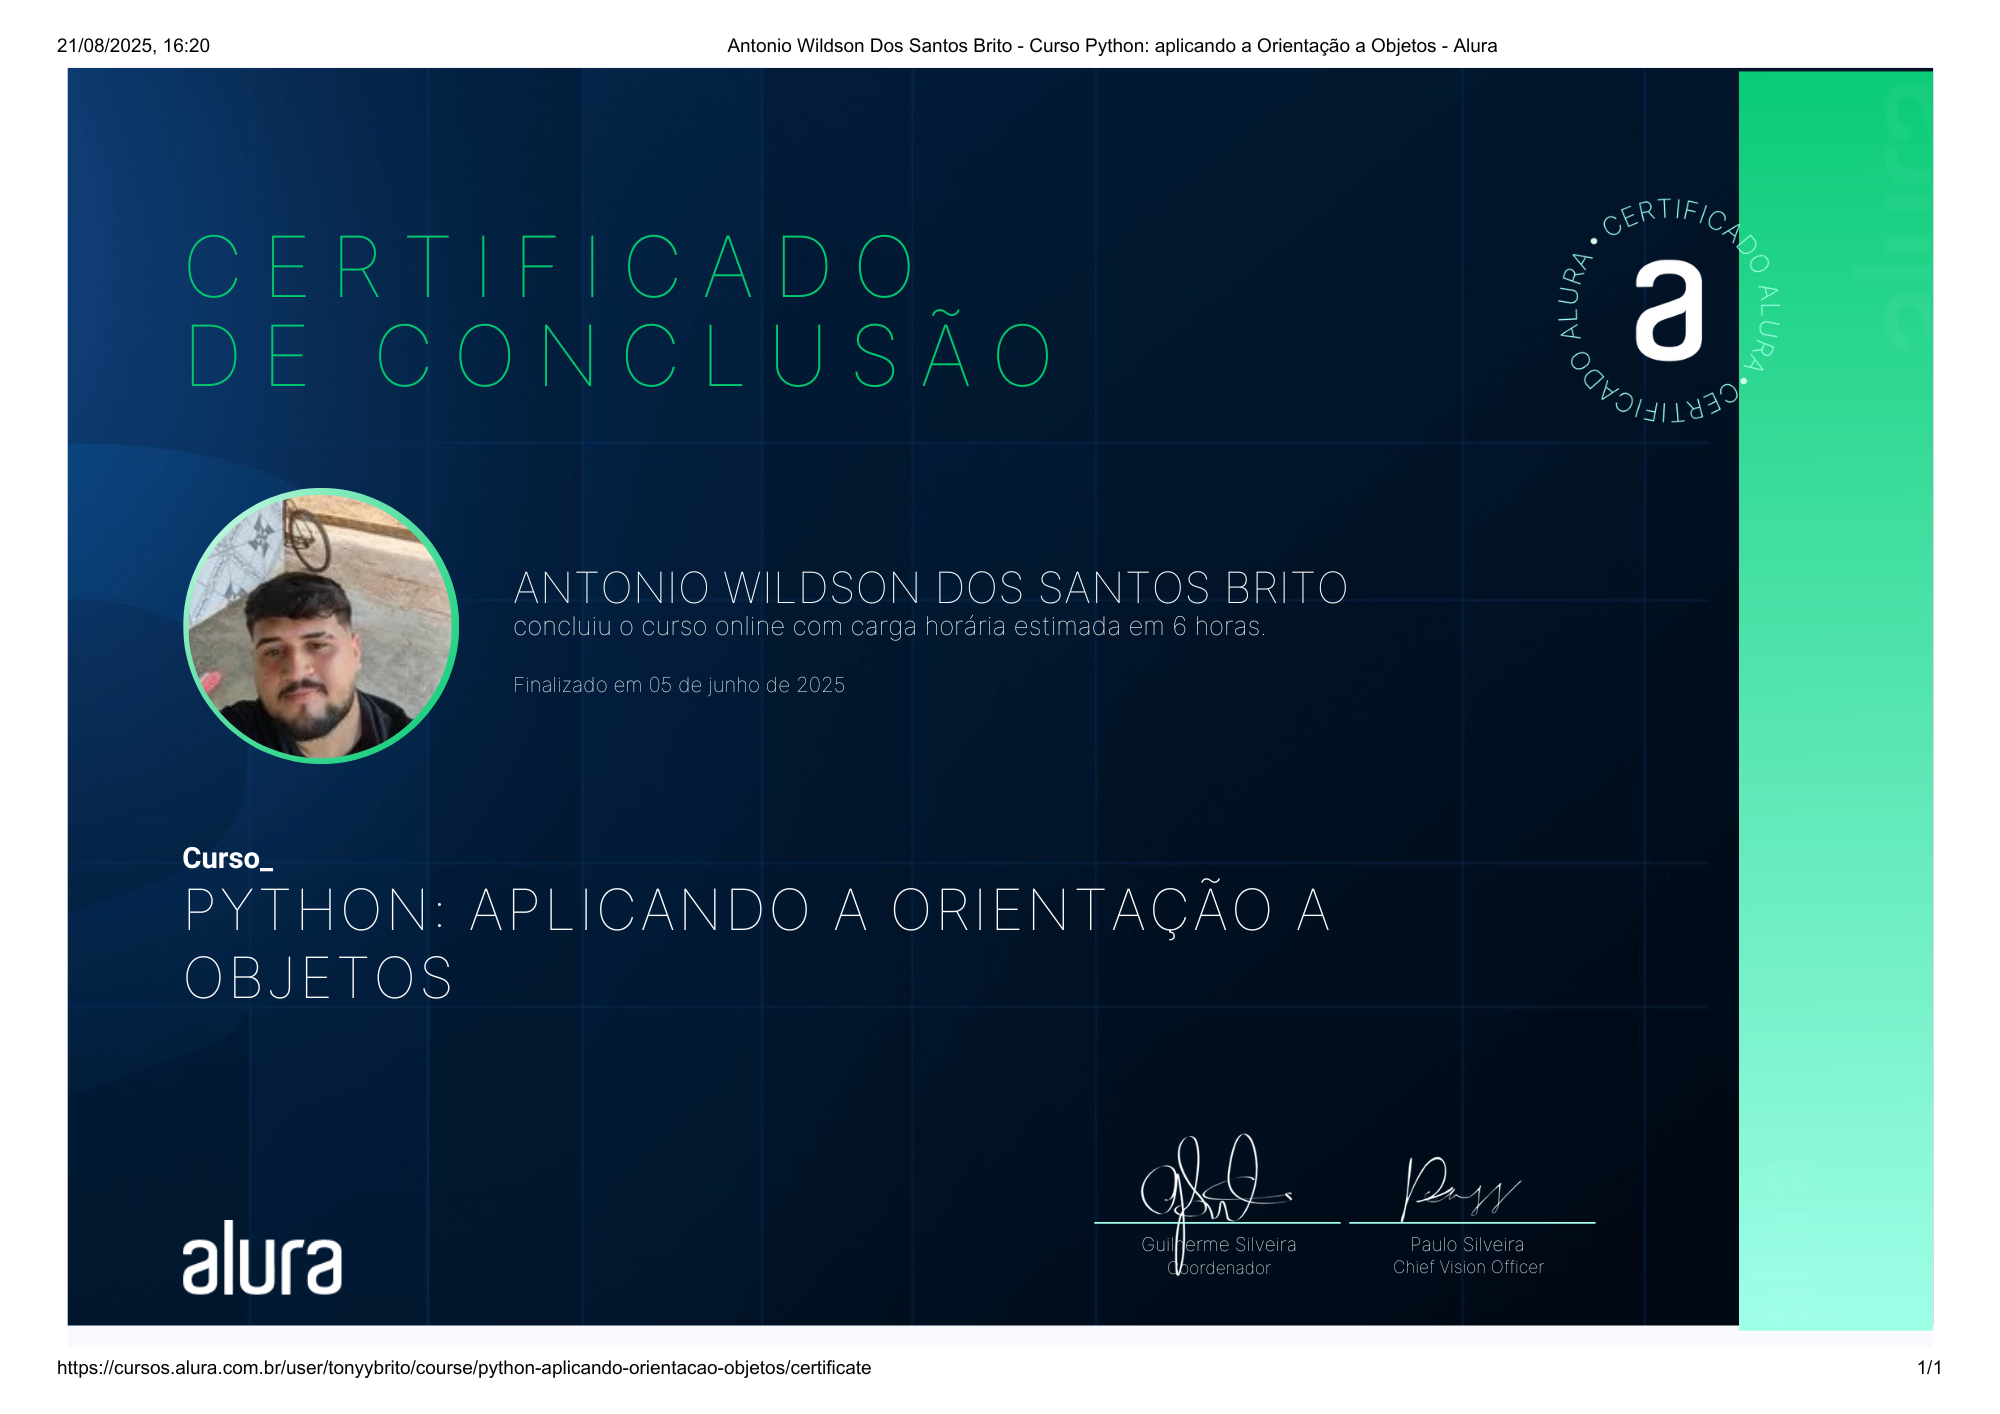 21/08/2025, 16:20
Antonio Wildson Dos Santos Brito - Curso Python: aplicando a Orientação a Objetos - Alura
CERTIFICADO
DE CONCLUSÃO
CERTIFICADO ALURA • CERTIFICADO ALURA •
a
ANTONIO WILDSON DOS SANTOS BRITO
concluiu o curso online com carga horária estimada em 6 horas.
Finalizado em 05 de junho de 2025
Curso_
PYTHON: APLICANDO A ORIENTAÇÃO A
OBJETOS
alura
Guilherme Silveira
Coordenador
Paulo Silveira
Chief Vision Officer
https://cursos.alura.com.br/user/tonyybrito/course/python-aplicando-orientacao-objetos/certificate
1/1